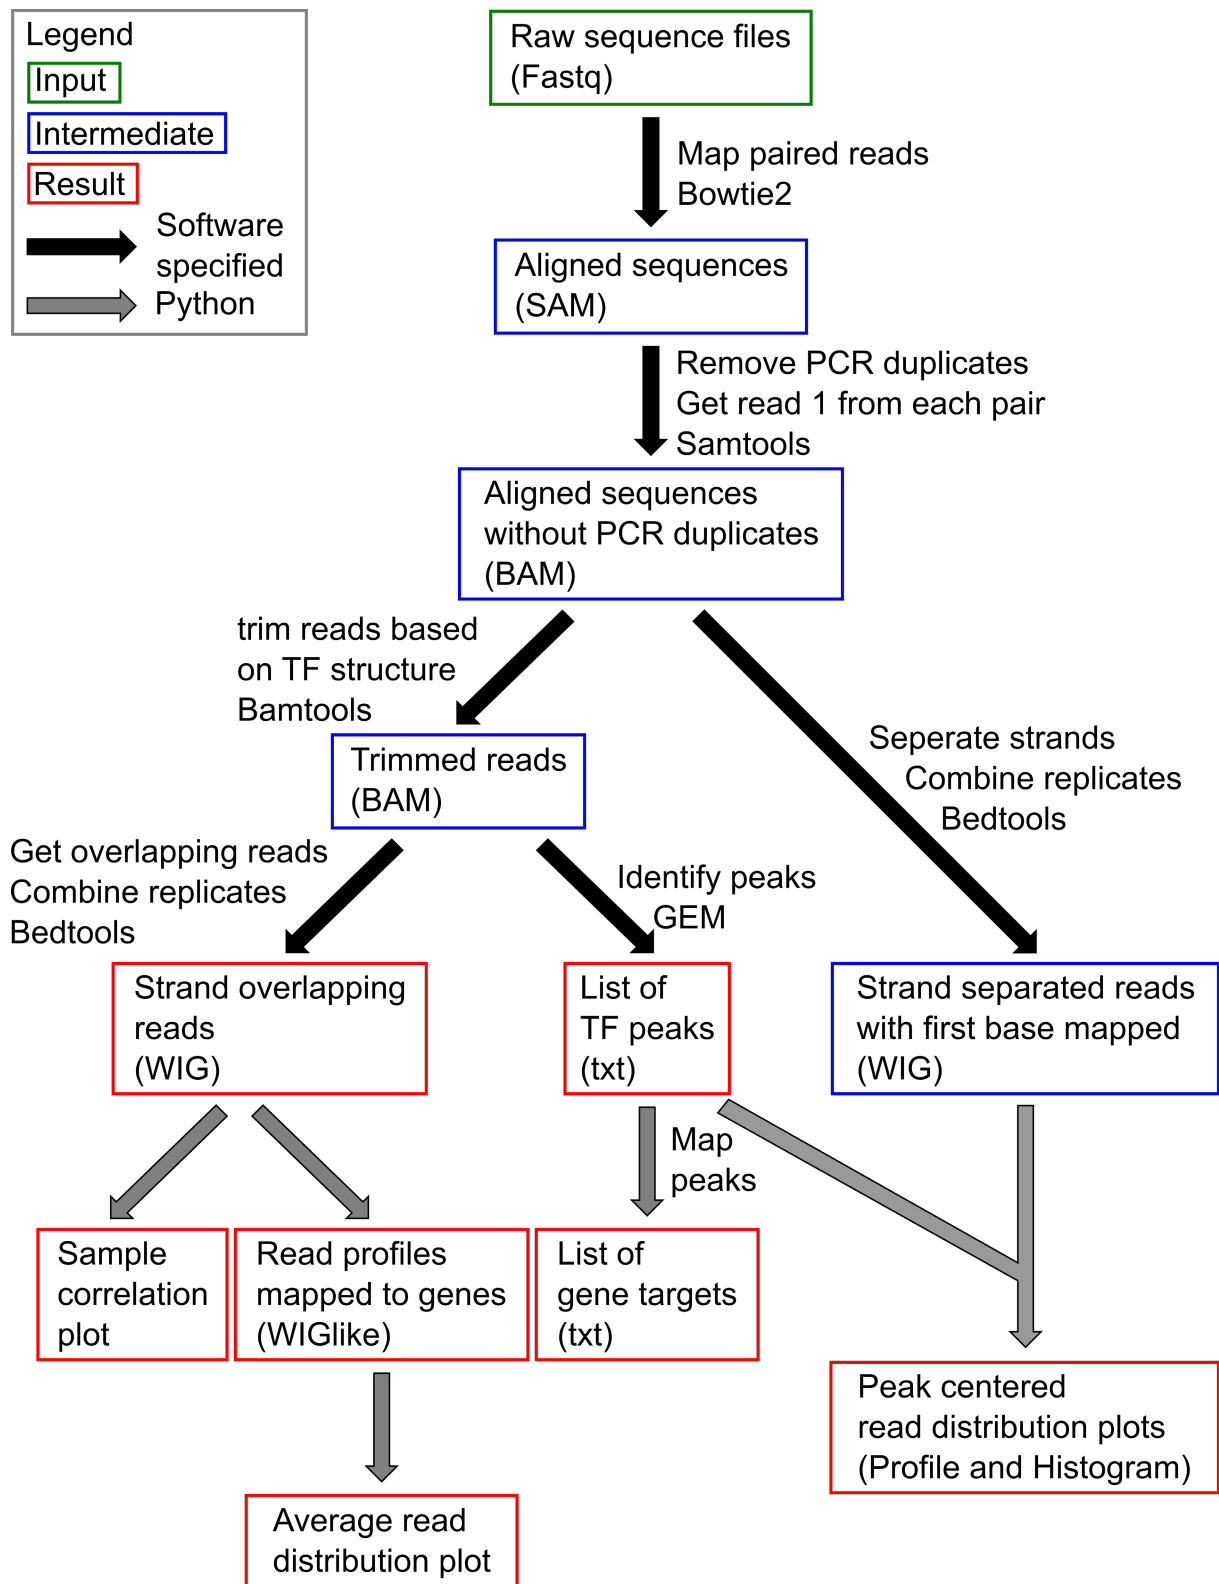 Legend
Input
Intermediate
Result
Software
specified
Python
Raw sequence files
(Fastq)
Map paired reads
Bowtie2
Aligned sequences
(SAM)
Remove PCR duplicates
Get read 1 from each pair
Samtools
Aligned sequences
without PCR duplicates
(BAM)
trim reads based
on TF structure
Bamtools
Seperate strands
Combine replicates
Bedtools
Trimmed reads
(BAM)
Get overlapping reads
Combine replicates
Bedtools
Identify peaks
GEM
Strand overlapping
reads
(WIG)
List of
TF peaks
(txt)
Strand separated reads
with first base mapped
(WIG)
Map
peaks
Sample
correlation
plot
Read profiles
mapped to genes
(WIGlike)
List of
gene targets
(txt)
Peak centered
read distribution plots
(Profile and Histogram)
Average read
distribution plot